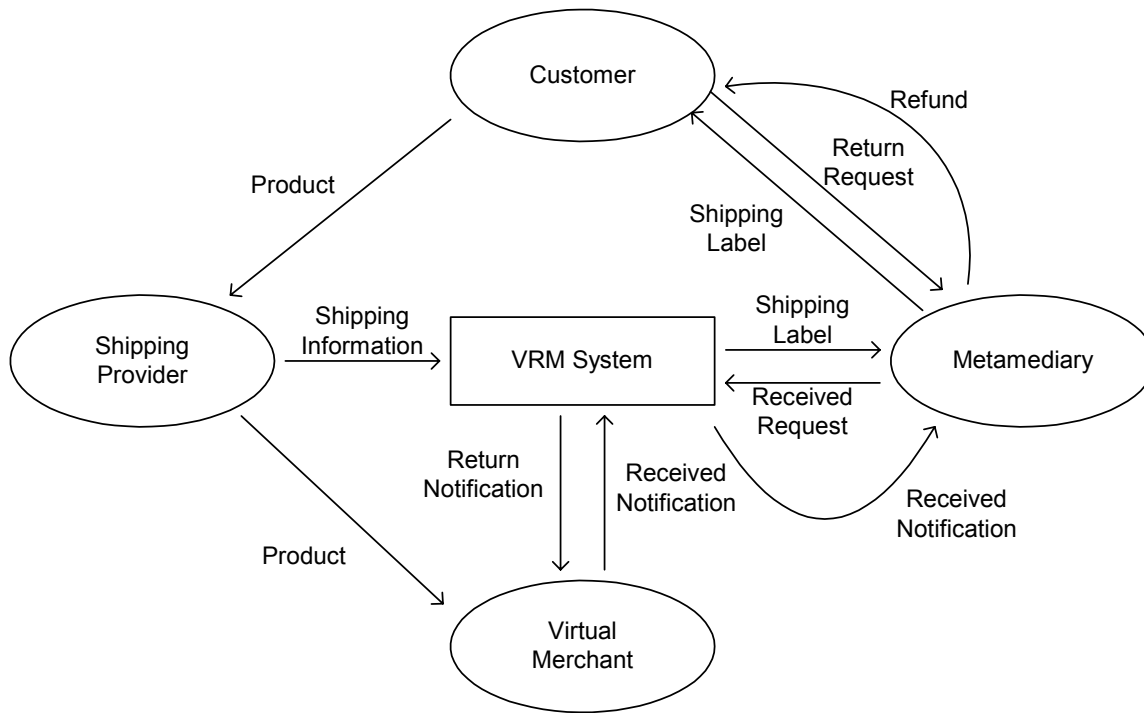 Customer
Refund
Return
Request
Product
Shipping
Label
Shipping
Information
Shipping
Label
Shipping
Provider
VRM System
Metamediary
Received
Request
Return
Notification
Received
Notification
Received
Notification
Product
Virtual
Merchant